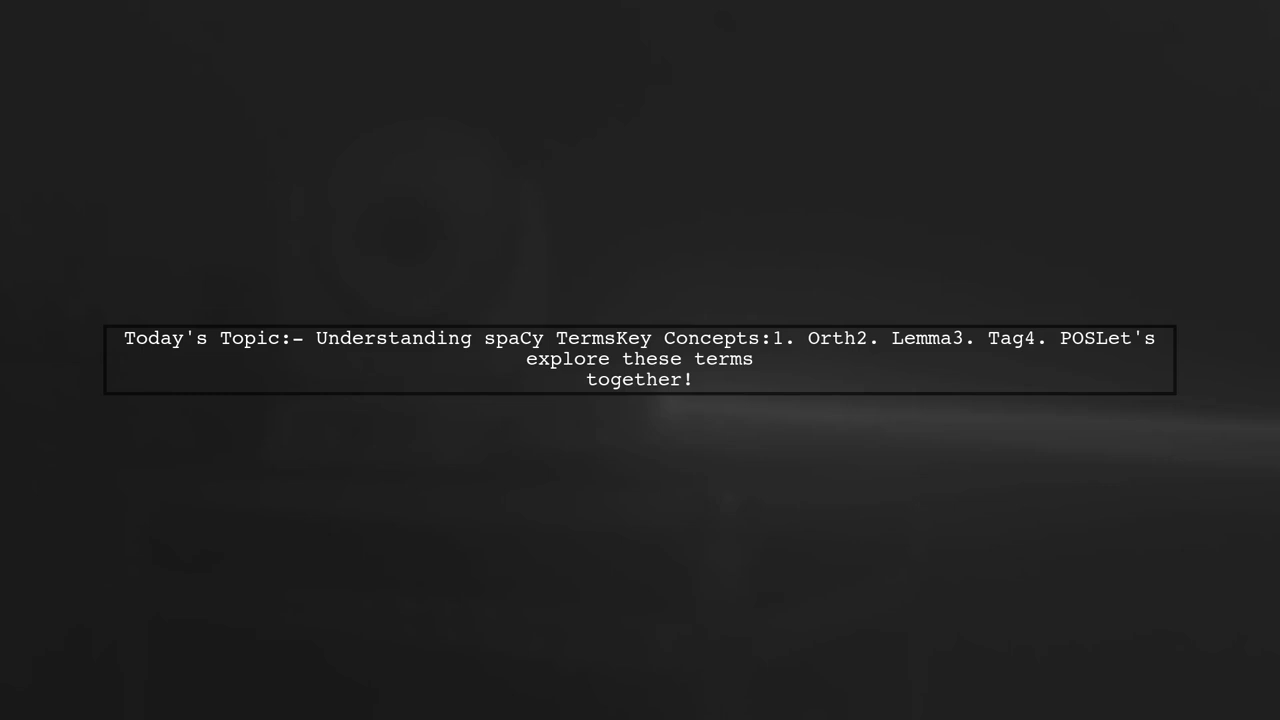 Today's Topic:- Understanding spaCy TermsKey Concepts:1. Orth2. Lemma3. Tag4. POSLet's
explore these terms
together!